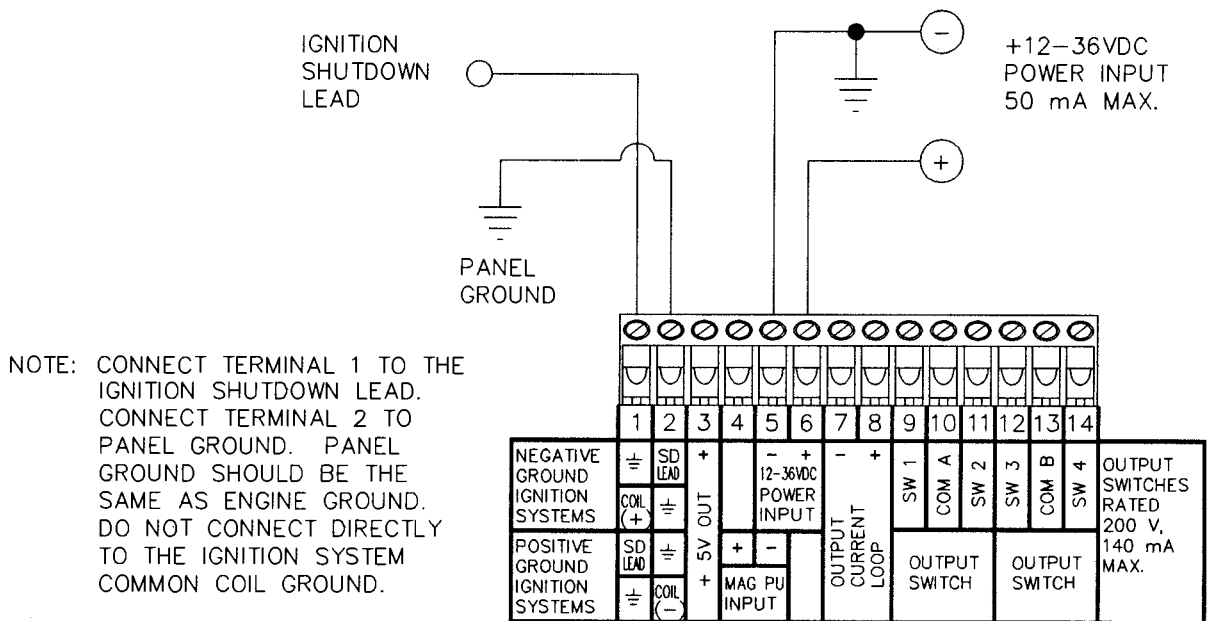 IGNITION
SHUTDOWN
LEAD
−
+12−36VDC
POWER INPUT
50 mA MAX.
+
PANEL
GROUND
NOTE: CONNECT TERMINAL 1 TO THE
IGNITION SHUTDOWN LEAD.
CONNECT TERMINAL 2 TO
PANEL GROUND. PANEL
GROUND SHOULD BE THE
SAME AS ENGINE GROUND.
DO NOT CONNECT DIRECTLY
TO THE IGNITION SYSTEM
COMMON COIL GROUND.
1 2 3 4 5 6 7 8 9 10 11 12 13 14
NEGATIVE
GROUND
IGNITION
SYSTEMS
SD
LEAD
COIL
(+)
+ 5V OUT +
− +
12−36VDC
POWER
INPUT
− +
OUTPUT
CURRENT
LOOP
SW 1
COM A
SW 2
SW 3
COM B
SW 4
OUTPUT
SWITCHES
RATED
200 V,
140 mA
MAX.
POSITIVE
GROUND
IGNITION
SYSTEMS
SD
LEAD
COIL
(−)
+ −
MAG PU
INPUT
OUTPUT
SWITCH
OUTPUT
SWITCH